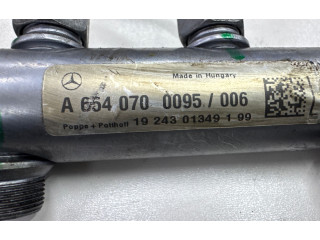 Made in Hungary
A 654 070 0095/006
Poppe + Potthoff 19 243 01349 1 99